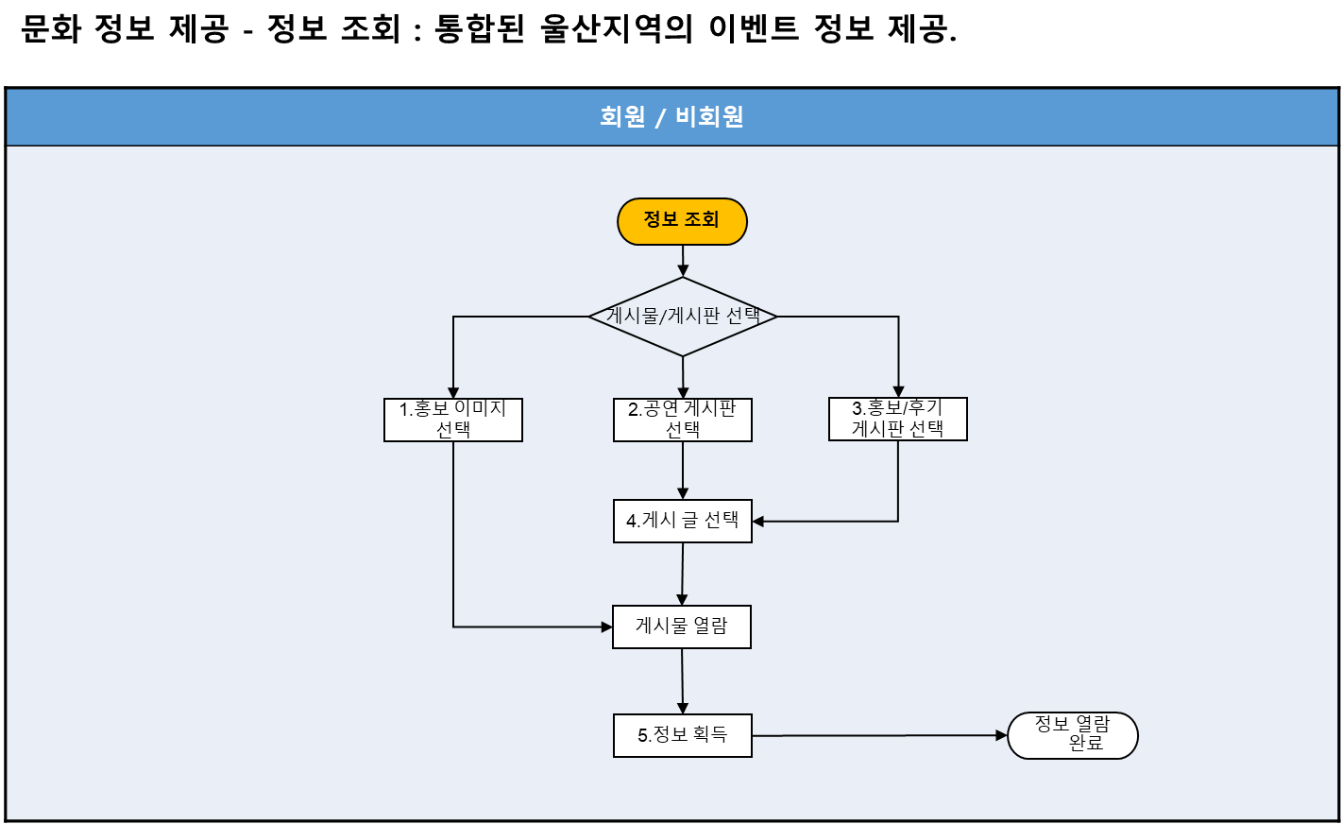 문화 정보 제공 - 정보 조회 : 통합된 울산지역의 이벤트 정보 제공.
회원 / 비회원
정보 조회
게시물/게시판 선택
1.홍보 이미지
선택
2.공연 게시판
선택
3.홍보/후기
게시판 선택
4.게시 글 선택
게시물 열람
5.정보 획득
정보 열람
완료